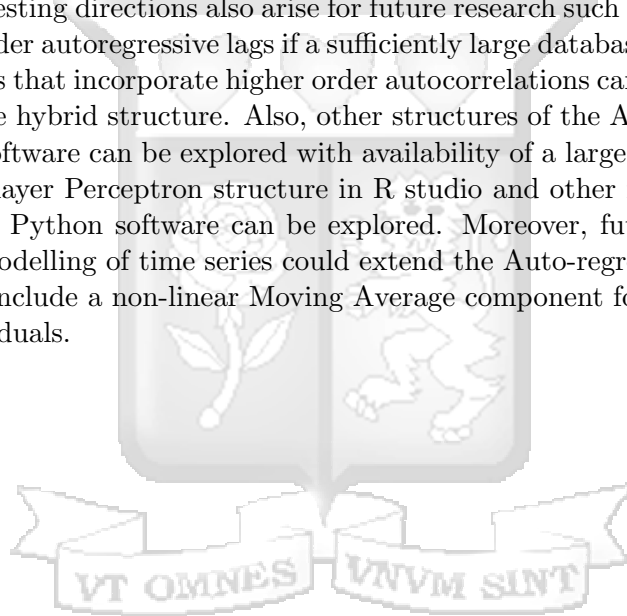 esting directions also arise for future research such
der autoregressive lags if a sufficiently large databas
s that incorporate higher order autocorrelations ca
e hybrid structure. Also, other structures of the A
oftware can be explored with availability of a large
ayer Perceptron structure in R studio and other
Python software can be explored. Moreover, fu
odelling of time series could extend the Auto-regr
nclude a non-linear Moving Average component fo
duals.
VT OMNES VNVM SINT